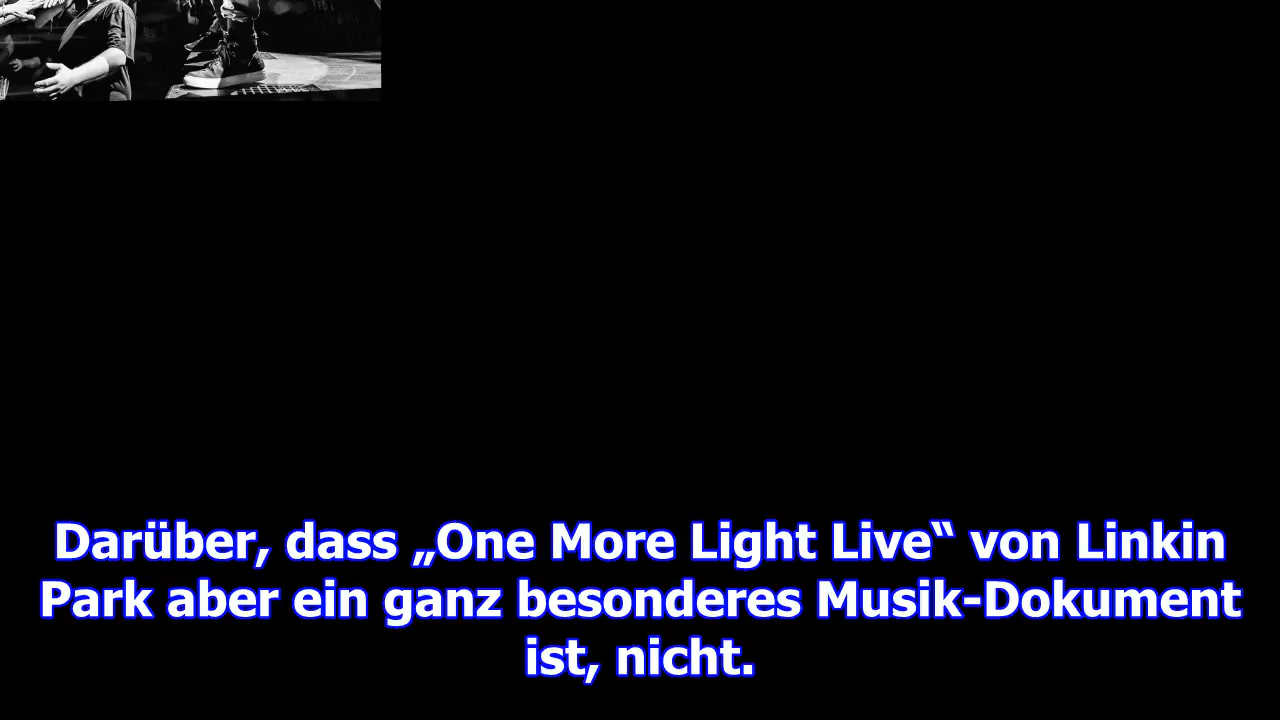 Darüber, dass „One More Light Live“ von Linkin
Park aber ein ganz besonderes Musik-Dokument
ist, nicht.